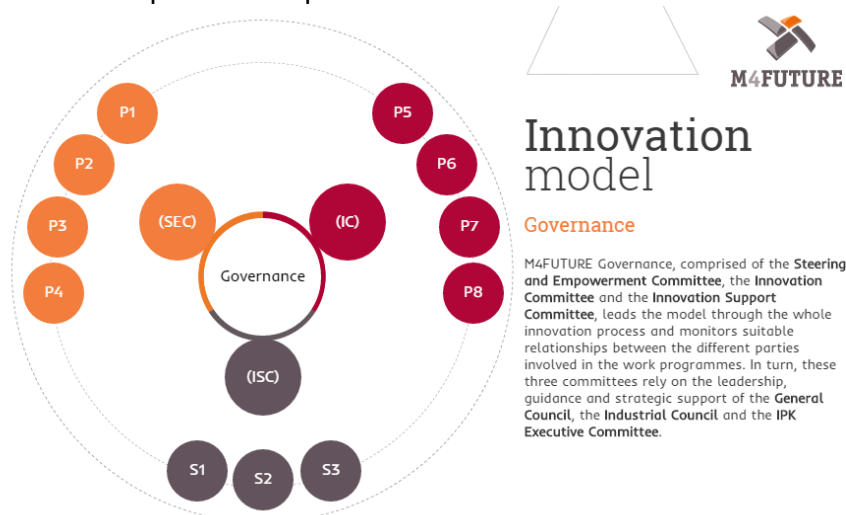 P1
P2
P3
P4
(SEC)
(IC)
Governance
(ISC)
P5
P6
P7
P8
S1
S2
S3
M4FUTURE
Innovation
model
Governance
M4FUTURE Governance, comprised of the Steering
and Empowerment Committee, the Innovation
Committee and the Innovation Support
Committee, leads the model through the whole
innovation process and monitors suitable
relationships between the different parties
involved in the work programmes. In turn, these
three committees rely on the leadership,
guidance and strategic support of the General
Council, the Industrial Council and the IPK
Executive Committee.